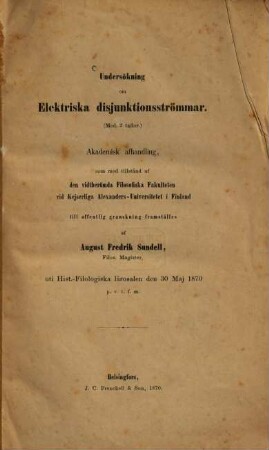 Undersökning
om
Elektriska disjunktionsströmmar.
(Med 2 taflor.)
Akademisk afhandling,
som med tillstånd af
den vidtberömda Filosofiska Fakulteten
vid Kejserliga Alexanders-Universitetet i Finland
till offentlig granskning framställes
af
August Fredrik Sundell,
Filos. Magister,
uti Hist.-Filologiska lärosalen den 30 Maj 1870
p. v. t. f. m.
Helsingfors,
J. C. Frenckell & Son, 1870.